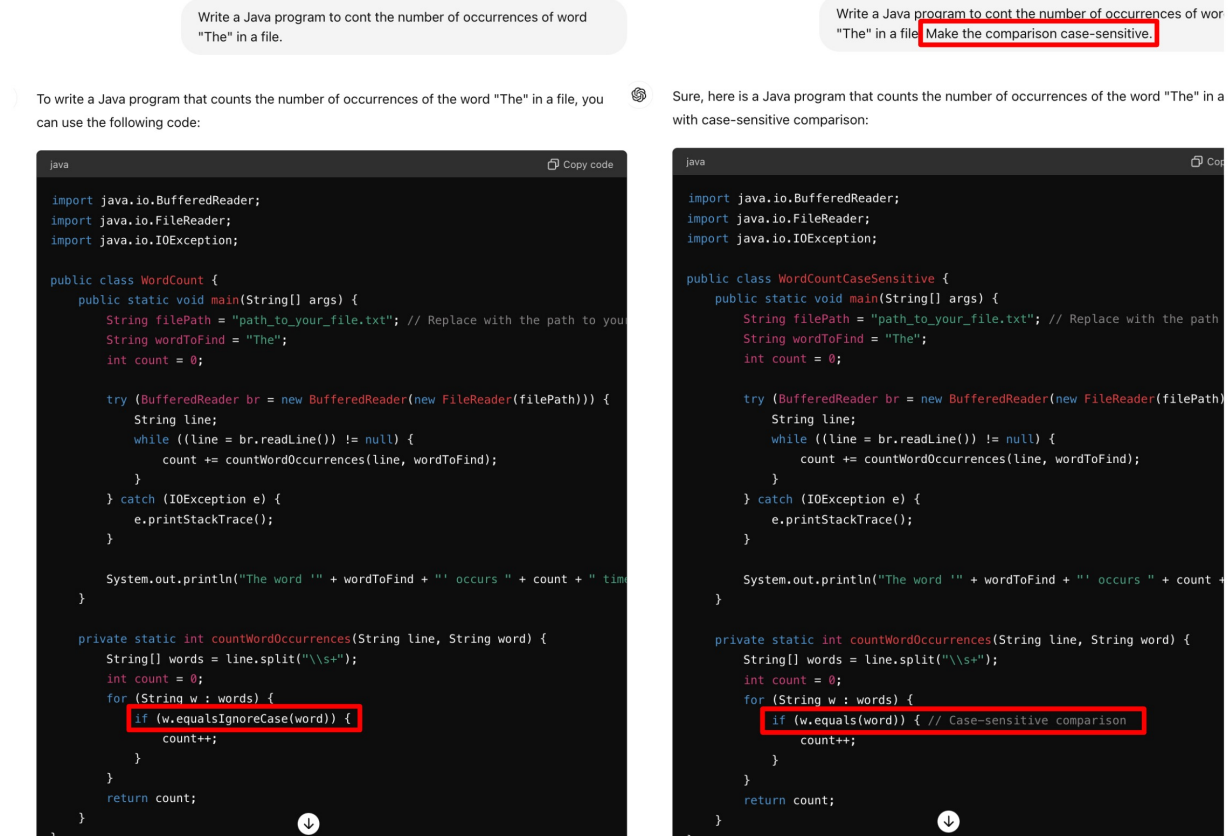 Write a Java program to cont the number of occurrences of word
"The" in a file.
To write a Java program that counts the number of occurrences of the word "The" in a file, you
can use the following code:
java
Copy code
import java.io.BufferedReader;
import java.io.FileReader;
import java.io.IOException;
public class WordCount {
public static void main(String[] args) {
String filePath = "path_to_your_file.txt"; // Replace with the path to
String wordToFind = "The";
int count = 0;
try (BufferedReader br = new BufferedReader(new FileReader(filePath))) {
String line;
while ((line = br.readLine()) != null) {
count += countWordOccurrences(line, wordToFind);
}
} catch (IOException e) {
e.printStackTrace();
}
System.out.println("The word '" + wordToFind + "' occurs " + count + "
}
private static int countWordOccurrences(String line, String word) {
String[] words = line.split("\\s+");
int count = 0;
for (String w : words) {
if (w.equalsIgnoreCase(word)) {
count++;
}
}
return count;
}
Write a Java program to cont the number of occurrences of
"The" in a file. Make the comparison case-sensitive.
Sure, here is a Java program that counts the number of occurrences of the word "The" in a
with case-sensitive comparison:
java
import java.io.BufferedReader;
import java.io.FileReader;
import java.io.IOException;
public class WordCountCaseSensitive {
public static void main(String[] args) {
String filePath = "path_to_your_file.txt"; // Replace with the path
String wordToFind = "The";
int count = 0;
try (BufferedReader br = new BufferedReader(new FileReader(filePath)
String line;
while ((line = br.readLine()) != null) {
count += countWordOccurrences(line, wordToFind);
}
} catch (IOException e) {
e.printStackTrace();
}
System.out.println("The word '" + wordToFind + "' occurs " + count +
}
private static int countWordOccurrences(String line, String word) {
String[] words = line.split("\\s+");
int count = 0;
for (String w : words) {
if (w.equals(word)) { // Case-sensitive comparison
count++;
}
}
return count;
}